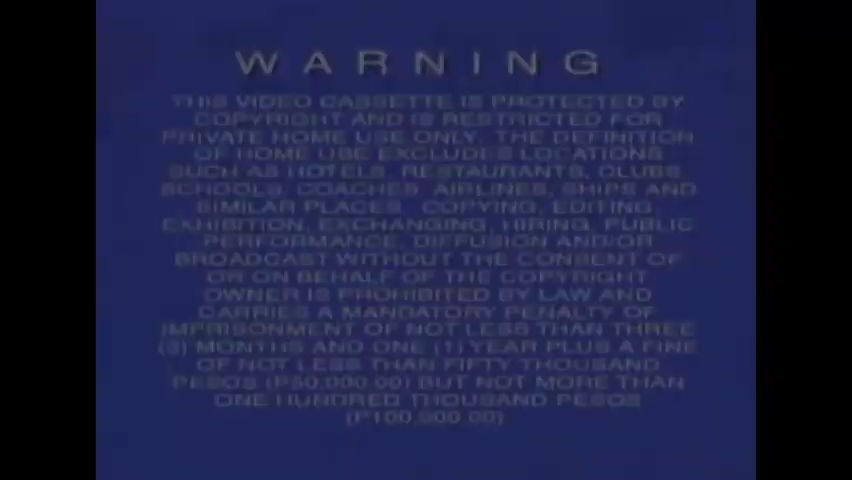 WARNING
THIS VIDEO CASSETTE IS PROTECTED BY
COPYRIGHT AND IS RESTRICTED FOR
PRIVATE HOME USE ONLY. THE DEFINITION
OF HOME USE EXCLUDES LOCATIONS
SUCH AS HOTELS, RESTAURANTS, CLUBS,
SCHOOLS, COACHES, AIRLINES, SHIPS AND
SIMILAR PLACES. COPYING, EDITING,
EXHIBITION, EXCHANGING, HIRING, PUBLIC
PERFORMANCE, DIFFUSION AND/OR
BROADCAST WITHOUT THE CONSENT OF
OR ON BEHALF OF THE COPYRIGHT
OWNER IS PROHIBITED BY LAW AND
CARRIES A MANDATORY PENALTY OF
IMPRISONMENT OF NOT LESS THAN THREE
(3) MONTHS AND ONE (1) YEAR PLUS A FINE
OF NOT LESS THAN FIFTY THOUSAND
PESOS (P50,000.00) BUT NOT MORE THAN
ONE HUNDRED THOUSAND PESOS
(P100,000.00)